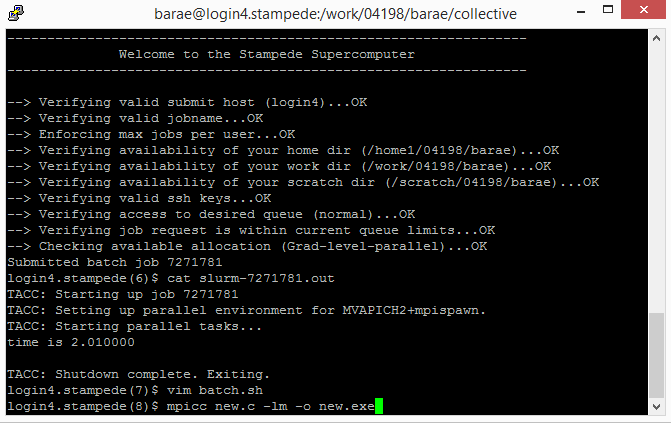 barae@login4.stampede:/work/04198/barae/collective
-----------------------------------------------------------------
Welcome to the Stampede Supercomputer
-----------------------------------------------------------------
--> Verifying valid submit host (login4)...OK
--> Verifying valid jobname...OK
--> Enforcing max jobs per user...OK
--> Verifying availability of your home dir (/home1/04198/barae)...OK
--> Verifying availability of your work dir (/work/04198/barae)...OK
--> Verifying availability of your scratch dir (/scratch/04198/barae)...OK
--> Verifying valid ssh keys...OK
--> Verifying access to desired queue (normal)...OK
--> Verifying job request is within current queue limits...OK
--> Checking available allocation (Grad-level-parallel)...OK
Submitted batch job 7271781
login4.stampede(6)$ cat slurm-7271781.out
TACC: Starting up job 7271781
TACC: Setting up parallel environment for MVAPICH2+mpispawn.
TACC: Starting parallel tasks...
time is 2.010000
TACC: Shutdown complete. Exiting.
login4.stampede(7)$ vim batch.sh
login4.stampede(8)$ mpicc new.c -lm -o new.exe